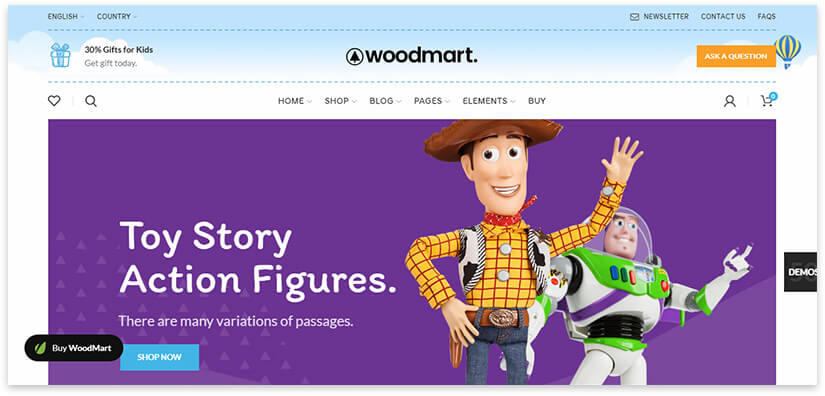 ENGLISH COUNTRY NEWSLETTER CONTACT US FAQS
30% Gifts for Kids
Get gift today.
woodmart.
ASK A QUESTION
HOME SHOP BLOG PAGES ELEMENTS BUY
0
Toy Story
Action Figures.
There are many variations of passages.
DEMOS
Buy WoodMart
SHOP NOW